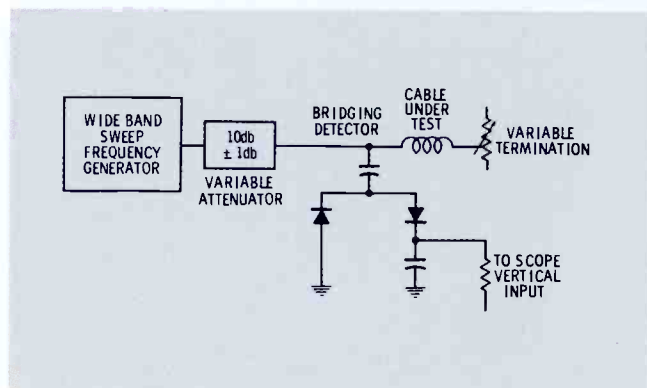 WIDE BAND
SWEEP
FREQUENCY
GENERATOR
10db
± 1db
VARIABLE
ATTENUATOR
BRIDGING
DETECTOR
CABLE
UNDER
TEST
VARIABLE
TERMINATION
TO SCOPE
VERTICAL
INPUT